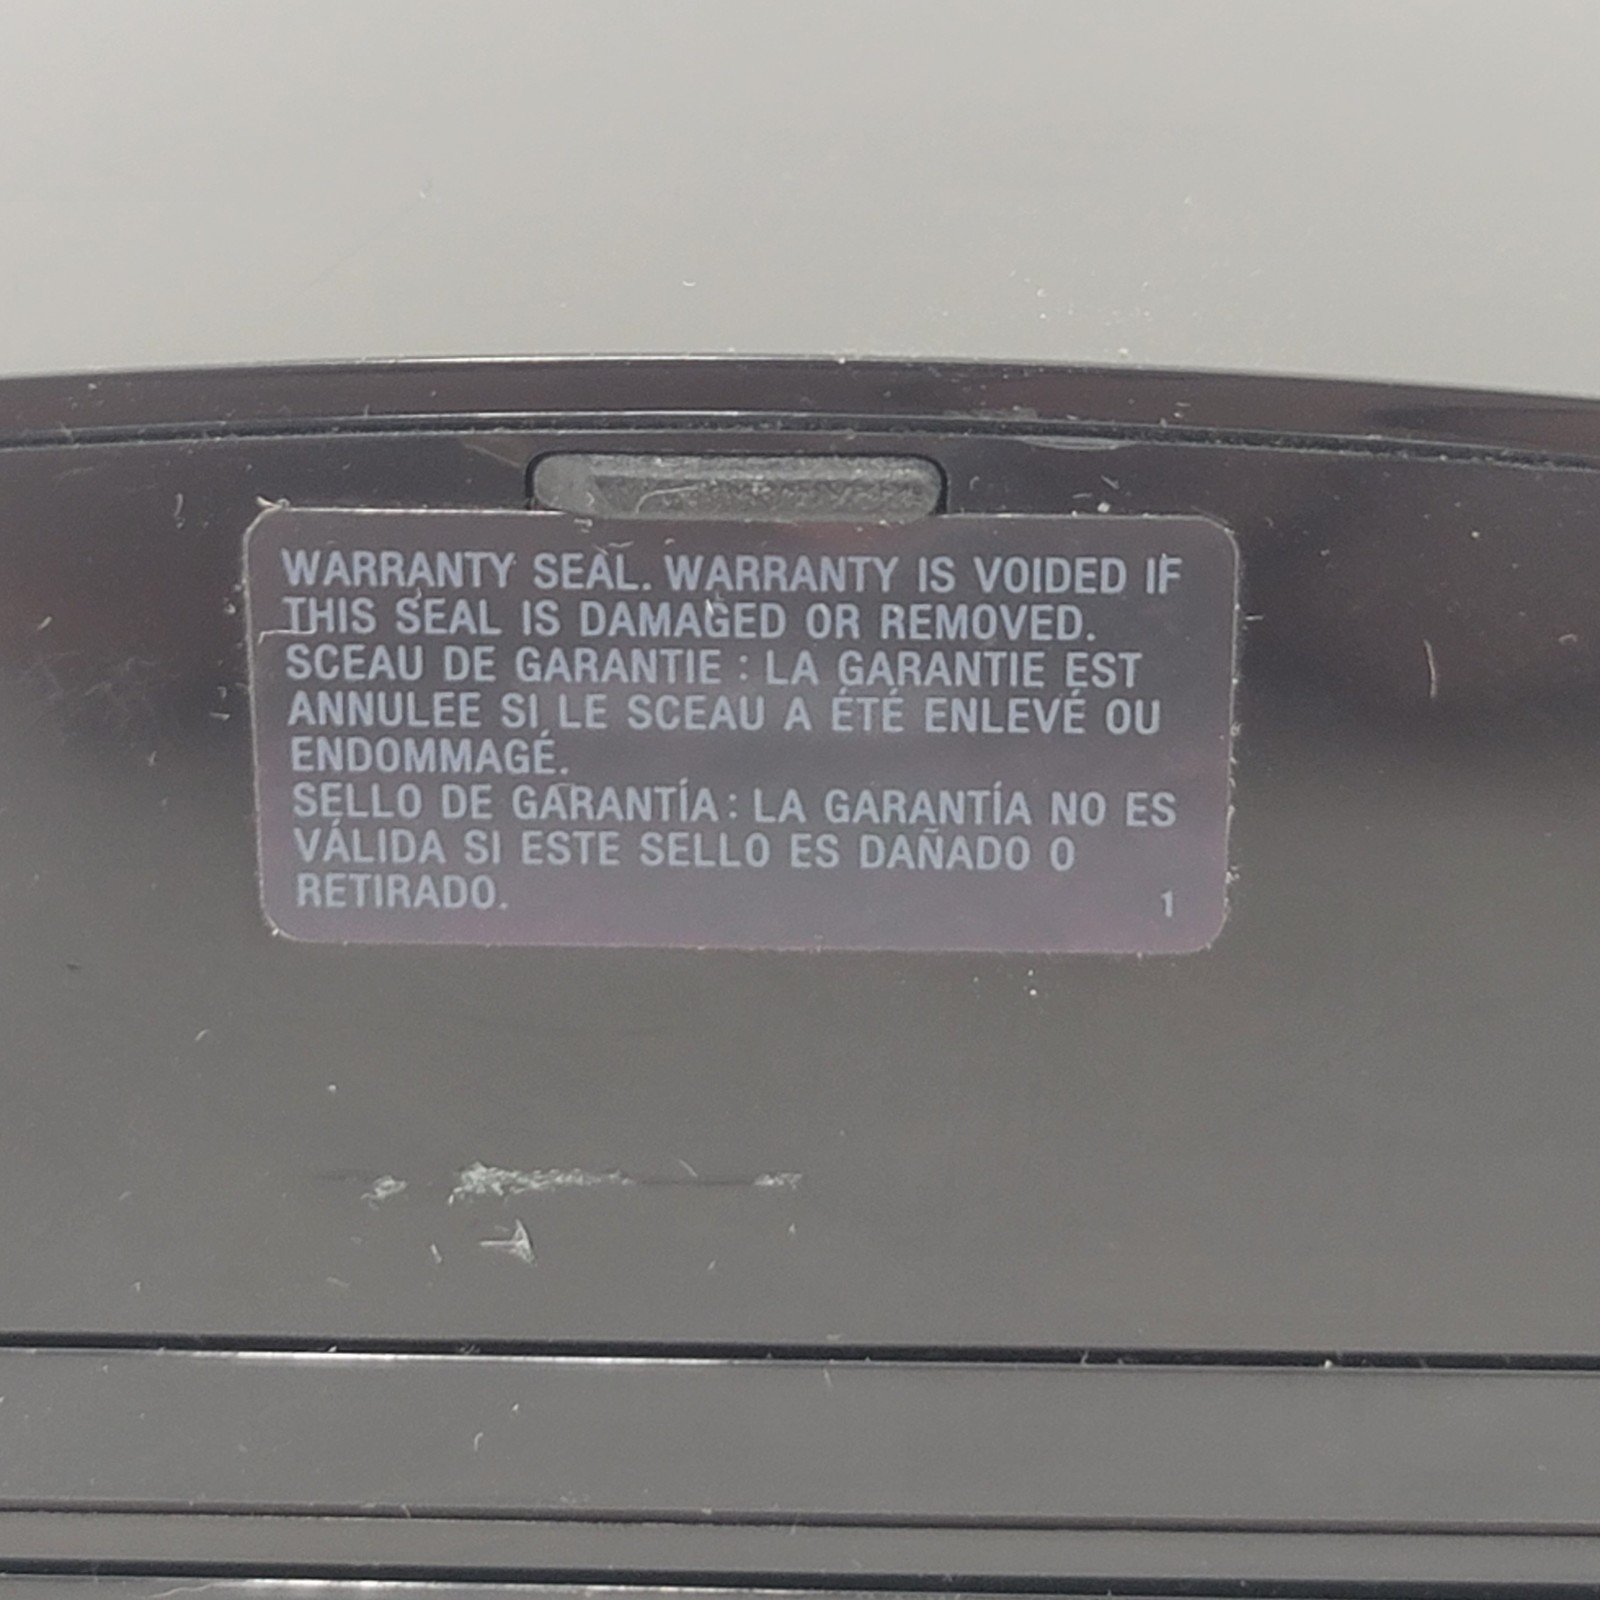 WARRANTY SEAL. WARRANTY IS VOIDED IF
THIS SEAL IS DAMAGED OR REMOVED.
SCEAU DE GARANTIE : LA GARANTIE EST
ANNULEE SI LE SCEAU A ÉTÉ ENLEVÉ OU
ENDOMMAGÉ.
SELLO DE GARANTÍA: LA GARANTÍA NO ES
VÁLIDA SI ESTE SELLO ES DAÑADO O
RETIRADO.
1